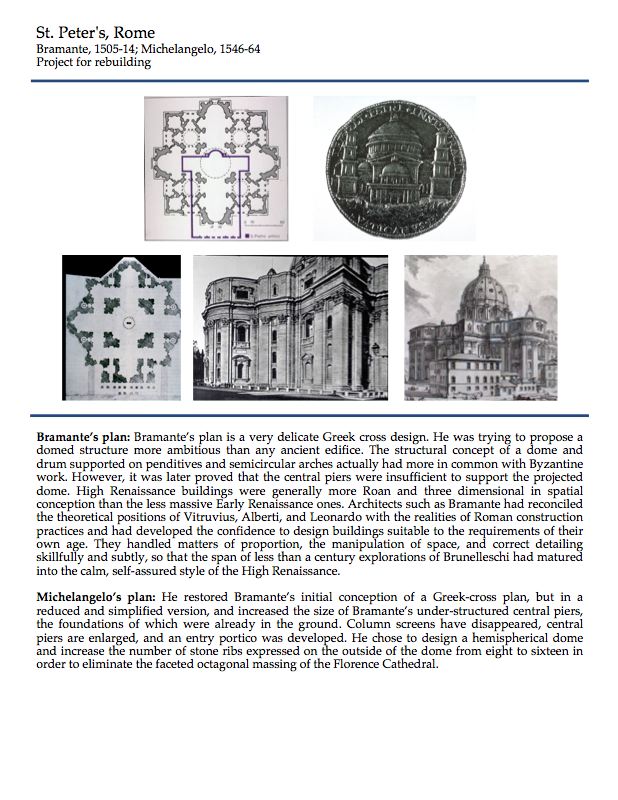 St. Peter's, Rome
Bramante, 1505-14; Michelangelo, 1546-64
Project for rebuilding
Bramante's plan: Bramante's plan is a very delicate Greek cross design. He was trying to propose a
domed structure more ambitious than any ancient edifice. The structural concept of a dome and
drum supported on penditives and semicircular arches actually had more in common with Byzantine
work. However, it was later proved that the central piers were insufficient to support the projected
dome. High Renaissance buildings were generally more Roan and three dimensional in spatial
conception than the less massive Early Renaissance ones. Architects such as Bramante had reconciled
the theoretical positions of Vitruvius, Alberti, and Leonardo with the realities of Roman construction
practices and had developed the confidence to design buildings suitable to the requirements of their
own age. They handled matters of proportion, the manipulation of space, and correct detailing
skillfully and subtly, so that the span of less than a century explorations of Brunelleschi had matured
into the calm, self-assured style of the High Renaissance.
Michelangelo's plan: He restored Bramante's initial conception of a Greek-cross plan, but in a
reduced and simplified version, and increased the size of Bramante's under-structured central piers,
the foundations of which were already in the ground. Column screens have disappeared, central
piers are enlarged, and an entry portico was developed. He chose to design a hemispherical dome
and increase the number of stone ribs expressed on the outside of the dome from eight to sixteen in
order to eliminate the faceted octagonal massing of the Florence Cathedral.